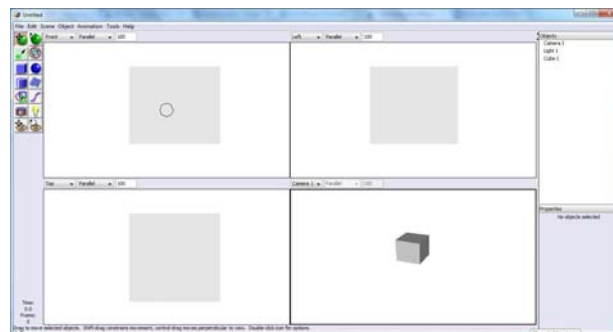 Untitled
File Edit Scene Object Animation Tools Help
Front Parallel 100
Left Parallel 100
Objects
Camera 1
Light 1
Cube 1
Top Parallel 100
Camera 1 Parallel 100
Properties
No objects selected
Time:
0.0
Frame:
0
Drag to move selected objects. Shift-drag constrains movement, control-drag moves perpendicular to view. Double-click icon for options.